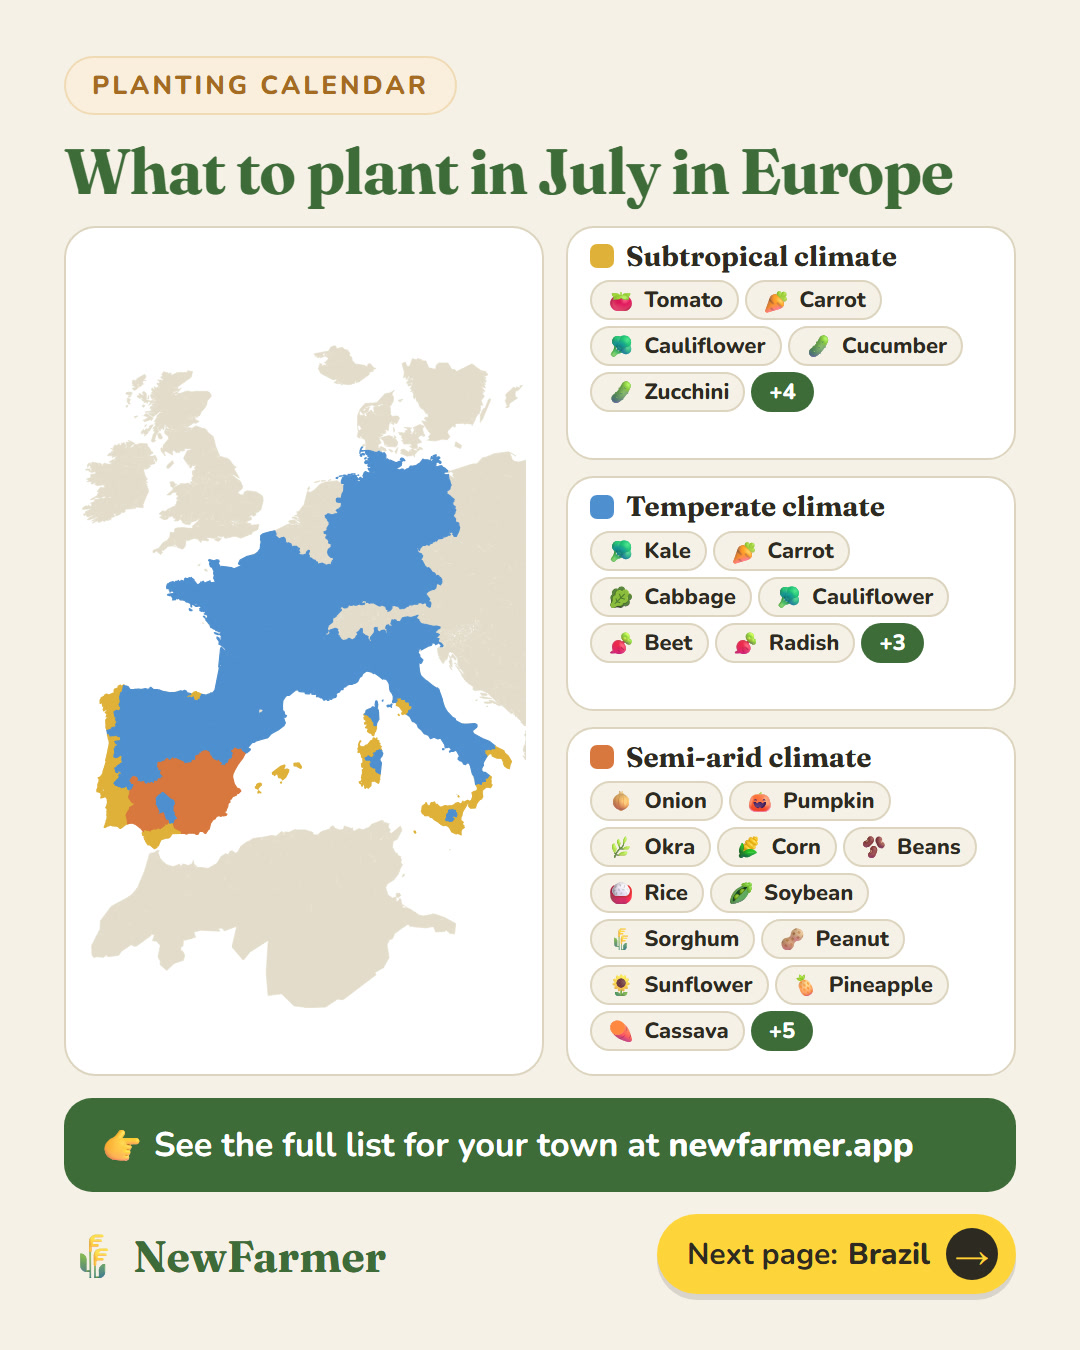 PLANTING CALENDAR
What to plant in July in Europe
Subtropical climate
Tomato Carrot
Cauliflower Cucumber
Zucchini +4
Temperate climate
Kale Carrot
Cabbage Cauliflower
Beet Radish +3
Semi-arid climate
Onion Pumpkin
Okra Corn Beans
Rice Soybean
Sorghum Peanut
Sunflower Pineapple
Cassava +5
See the full list for your town at newfarmer.app
NewFarmer
Next page: Brazil →